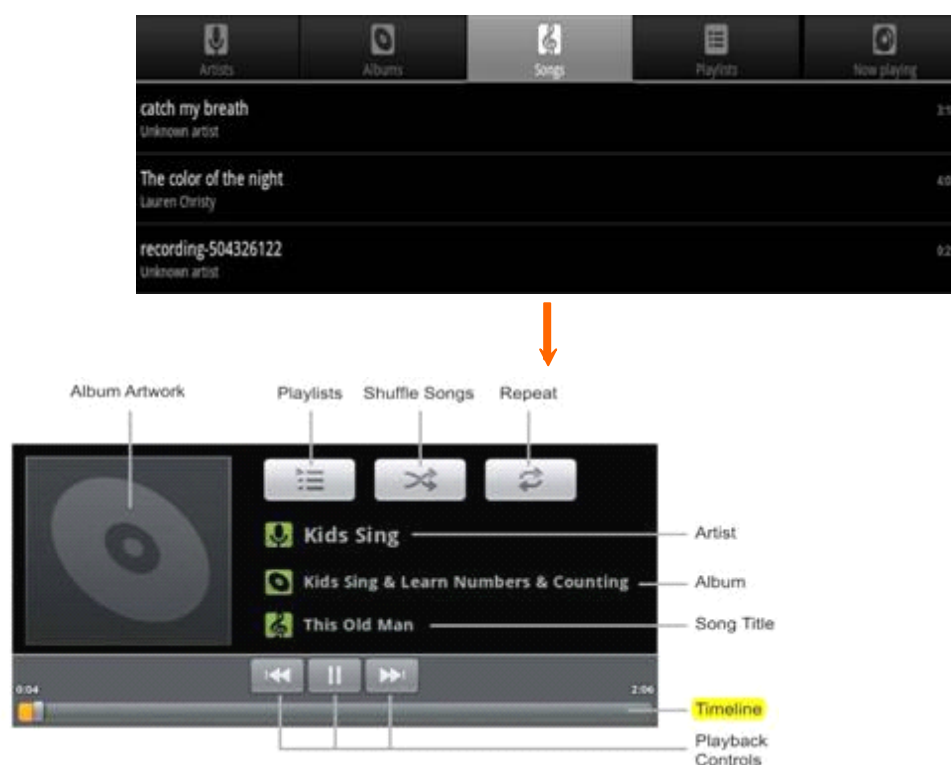 Artists Albums Songs Playlists Now playing
catch my breath
Unknown artist
The color of the night
Lauren Christy
recording-504326122
Unknown artist
Album Artwork Playlists Shuffle Songs Repeat
Kids Sing Artist
Kids Sing & Learn Numbers & Counting Album
This Old Man Song Title
0:04 2:06
Timeline
Playback
Controls